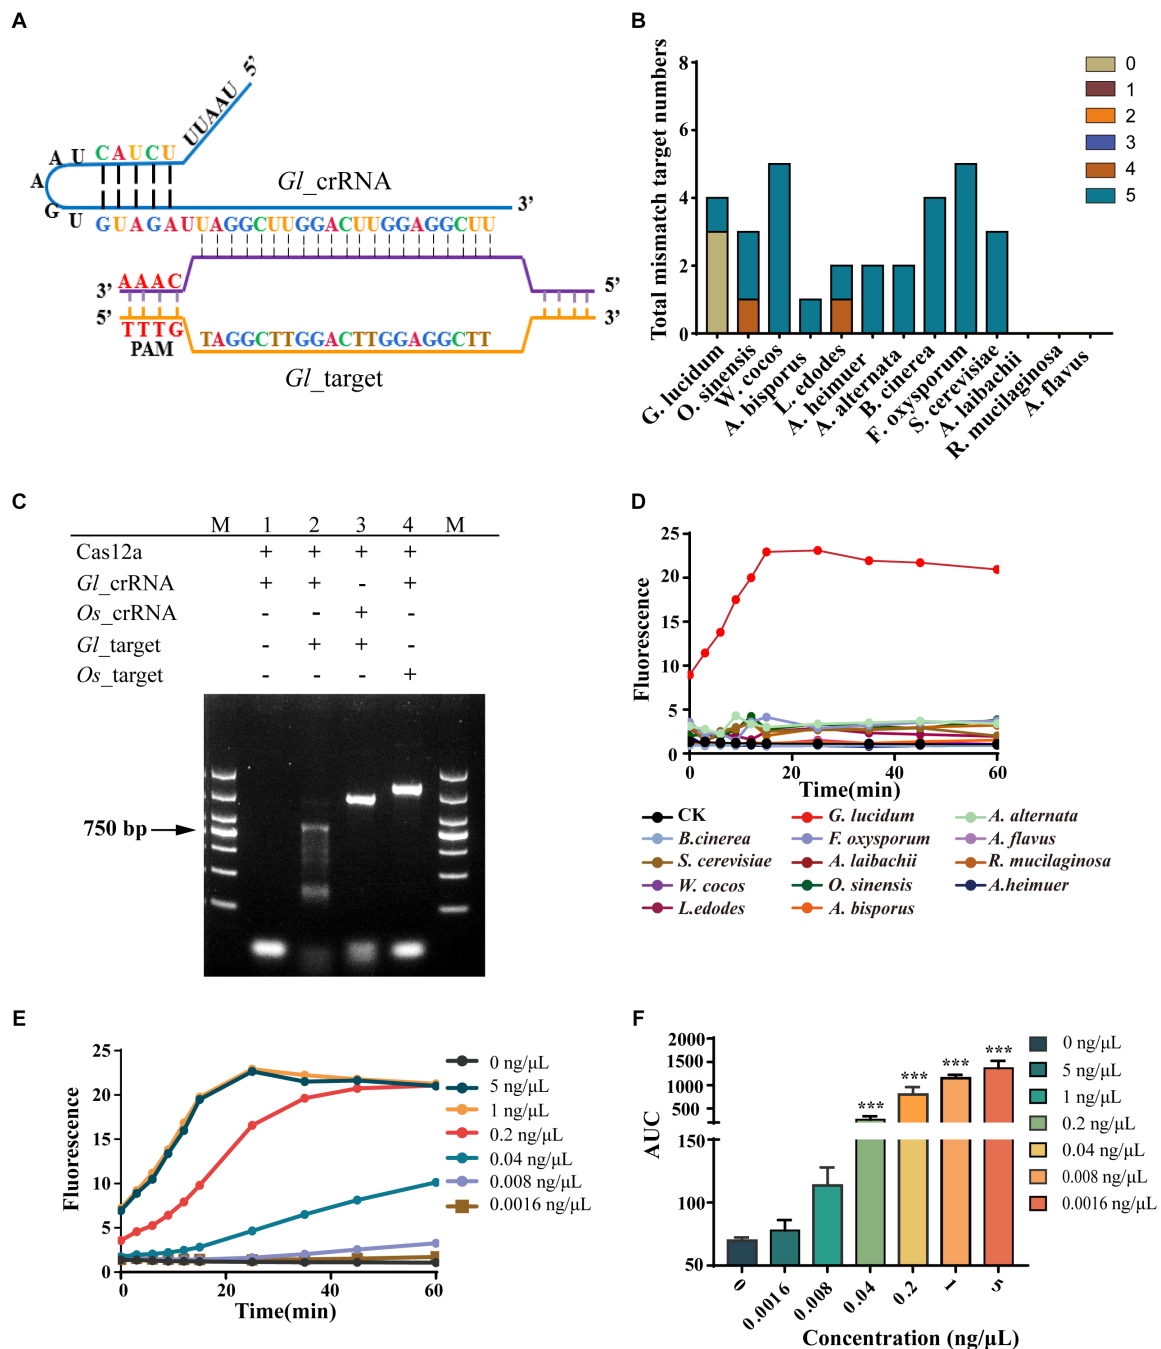 A
UUAAU 5’
A U CAUCU
A
G U GUAGAUUAGGCUUGGACUUGGAGGCUU
Gl_crRNA
3’
AAAC
3’ 5’
5’ 3’
TTTG TAGGCTTGGACTTGGAGGCTT
PAM
Gl_target
B
Total mismatch target numbers
8
6
4
2
0
0
1
2
3
4
5
G. lucidum
O. sinensis
W. cocos
A. bisporus
L. edodes
A. heimuer
A. alternata
B. cinerea
F. oxysporum
S. cerevisiae
A. laibachii
R. mucilaginosa
A. flavus
C
M 1 2 3 4 M
Cas12a + + + +
Gl_crRNA + + - +
Os_crRNA - - + -
Gl_target - + + -
Os_target - - - +
750 bp
D
Fluorescence
25
20
15
10
5
0
0 20 40 60
Time(min)
CK G. lucidum A. alternata
B.cinerea F. oxysporum A. flavus
S. cerevisiae A. laibachii R. mucilaginosa
W. cocos O. sinensis A.heimuer
L.edodes A. bisporus
E
Fluorescence
25
20
15
10
5
0
0 20 40 60
Time(min)
0 ng/μL
5 ng/μL
1 ng/μL
0.2 ng/μL
0.04 ng/μL
0.008 ng/μL
0.0016 ng/μL
F
AUC
2000
1500
1000
500
150
100
50
*** *** *** ***
0 0.0016 0.008 0.04 0.2 1 5
Concentration (ng/μL)
0 ng/μL
5 ng/μL
1 ng/μL
0.2 ng/μL
0.04 ng/μL
0.008 ng/μL
0.0016 ng/μL